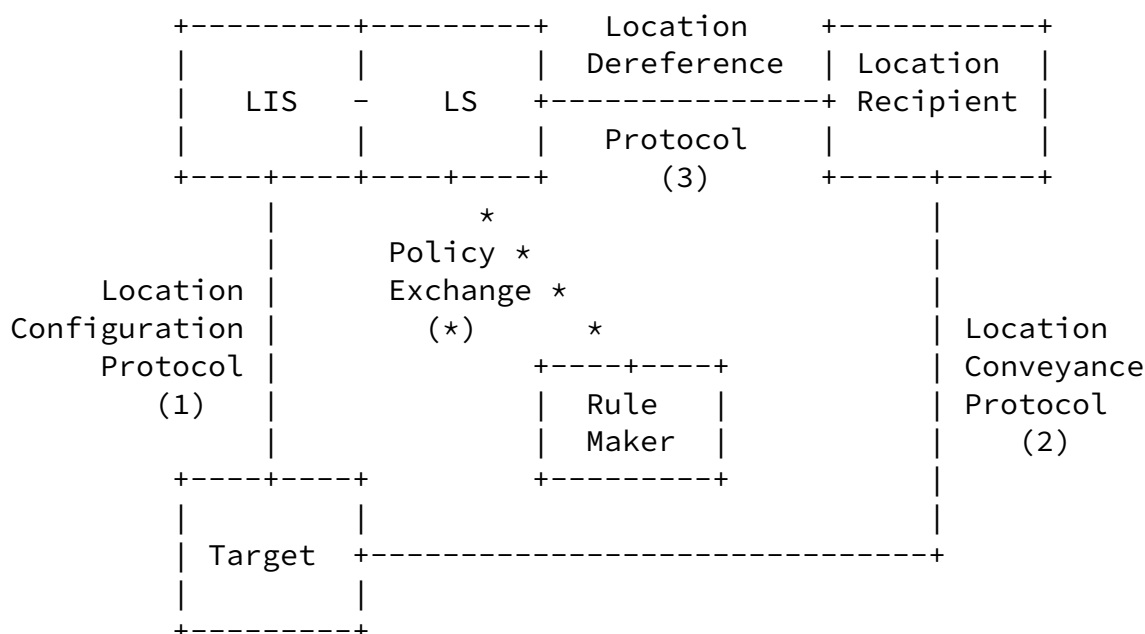 Location
Dereference
Location
LIS
LS
Recipient
Protocol
(3)
*
Policy *
Location
Exchange *
Configuration
(*)
*
Location
Protocol
Conveyance
(1)
Rule
Protocol
Maker
(2)
Target